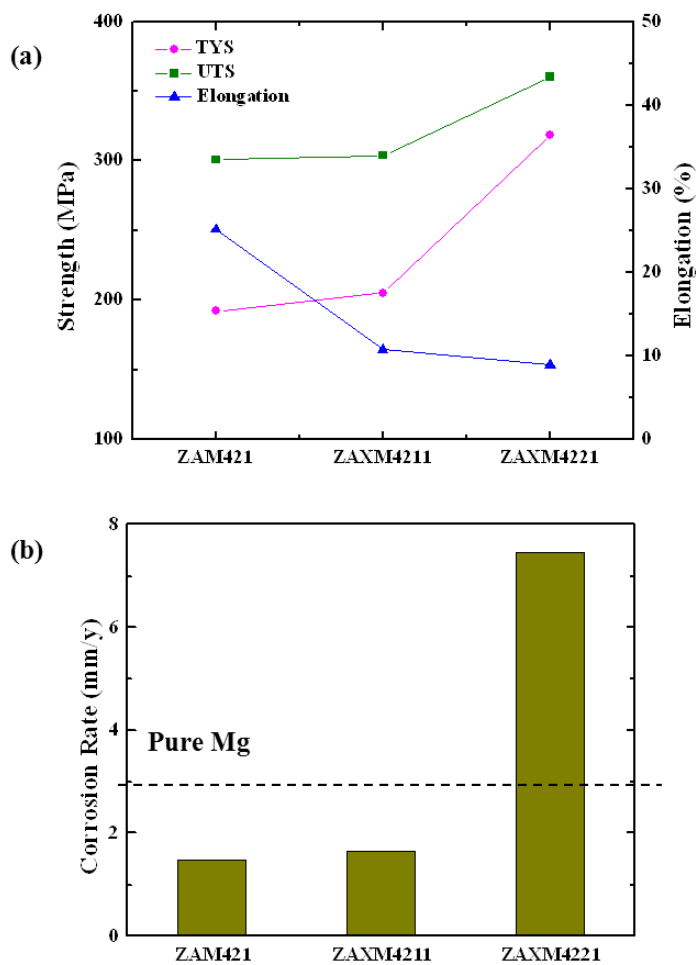 (a)
400
300
200
100
Strength (MPa)
TYS
UTS
Elongation
50
40
30
20
10
0
Elongation (%)
ZAM421 ZAXM4211 ZAXM4221
(b)
8
6
4
2
0
Corrosion Rate (mm/y)
Pure Mg
ZAM421 ZAXM4211 ZAXM4221